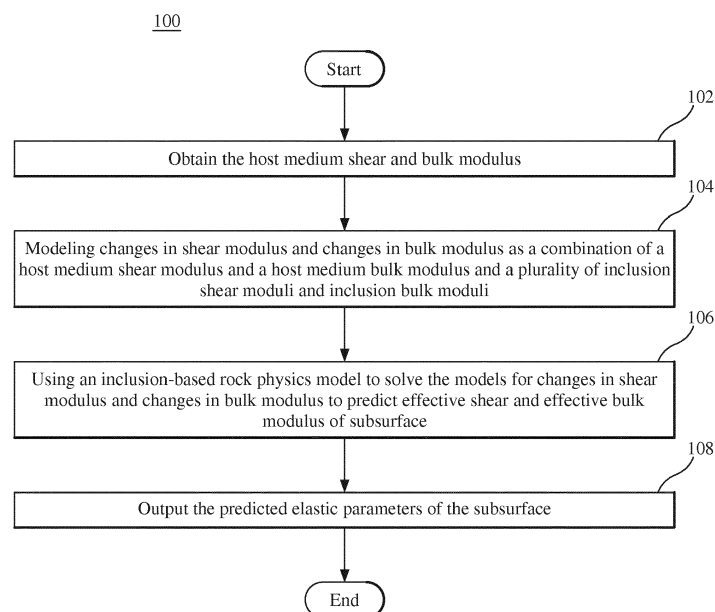 100
Start
102
Obtain the host medium shear and bulk modulus
104
Modeling changes in shear modulus and changes in bulk modulus as a combination of a
host medium shear modulus and a host medium bulk modulus and a plurality of inclusion
shear moduli and inclusion bulk moduli
106
Using an inclusion-based rock physics model to solve the models for changes in shear
modulus and changes in bulk modulus to predict effective shear and effective bulk
modulus of subsurface
108
Output the predicted elastic parameters of the subsurface
End